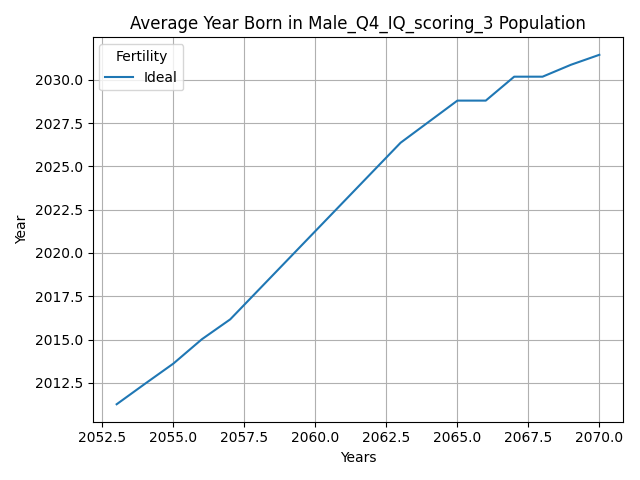 Average Year Born in Male_Q4_IQ_scoring_3 Population
Fertility
Ideal
Year
2030.0
2027.5
2025.0
2022.5
2020.0
2017.5
2015.0
2012.5
2052.5 2055.0 2057.5 2060.0 2062.5 2065.0 2067.5 2070.0
Years